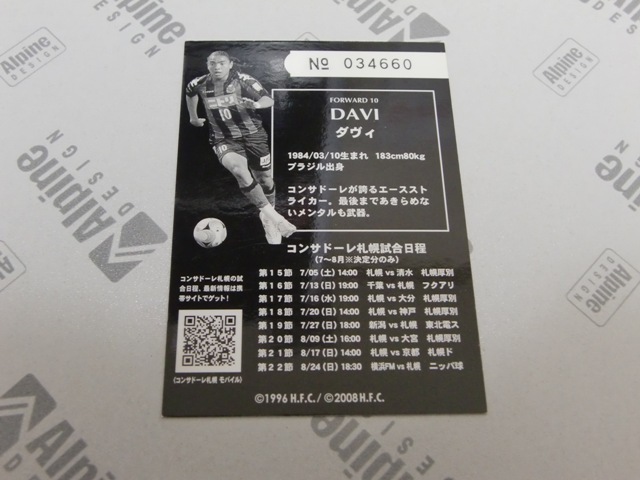 № 034660
FORWARD 10
DAVI
ダヴィ
1984/03/10生まれ 183cm80kg
ブラジル出身
コンサドーレが誇るエーススト
ライカー。最後まであきらめな
いメンタルも武器。
10
コンサドーレ札幌試合日程
(7〜8月※決定分のみ)
コンサドーレ札幌の試
合日程、最新情報は携
帯サイトでゲット!
(コンサドーレ札幌 モバイル)
第15節 7/05(土) 14:00 札幌 vs 清水 札幌厚別
第16節 7/13(日) 19:00 千葉 vs 札幌 フクアリ
第17節 7/16(水) 19:00 札幌 vs 大分 札幌厚別
第18節 7/20(日) 14:00 札幌 vs 神戸 札幌厚別
第19節 7/27(日) 18:00 新潟 vs 札幌 東北電ス
第20節 8/09(土) 16:00 札幌 vs 大宮 札幌厚別
第21節 8/17(日) 14:00 札幌 vs 京都 札幌ド
第22節 8/24(日) 18:30 横浜FM vs 札幌 ニッパ球
©1996 H.F.C./ ©2008 H.F.C.
Alpine
DESIGN
Alpine
DESIGN
Alpine
DESIGN
Alpine
DESIGN
Alpine
DESIGN